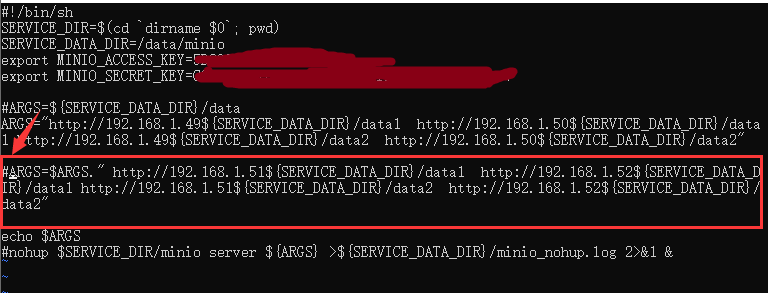 #!/bin/sh
SERVICE_DIR=$(cd `dirname $0`; pwd)
SERVICE_DATA_DIR=/data/minio
export MINIO_ACCESS_KEY=
export MINIO_SECRET_KEY=
#ARGS=${SERVICE_DATA_DIR}/data
ARGS="http://192.168.1.49${SERVICE_DATA_DIR}/data1  http://192.168.1.50${SERVICE_DATA_DIR}/data
1 http://192.168.1.49${SERVICE_DATA_DIR}/data2  http://192.168.1.50${SERVICE_DATA_DIR}/data2"
#ARGS=$ARGS." http://192.168.1.51${SERVICE_DATA_DIR}/data1  http://192.168.1.52${SERVICE_DATA_D
IR}/data1 http://192.168.1.51${SERVICE_DATA_DIR}/data2  http://192.168.1.52${SERVICE_DATA_DIR}/
data2"
echo $ARGS
#nohup $SERVICE_DIR/minio server ${ARGS} >${SERVICE_DATA_DIR}/minio_nohup.log 2>&1 &
~
~